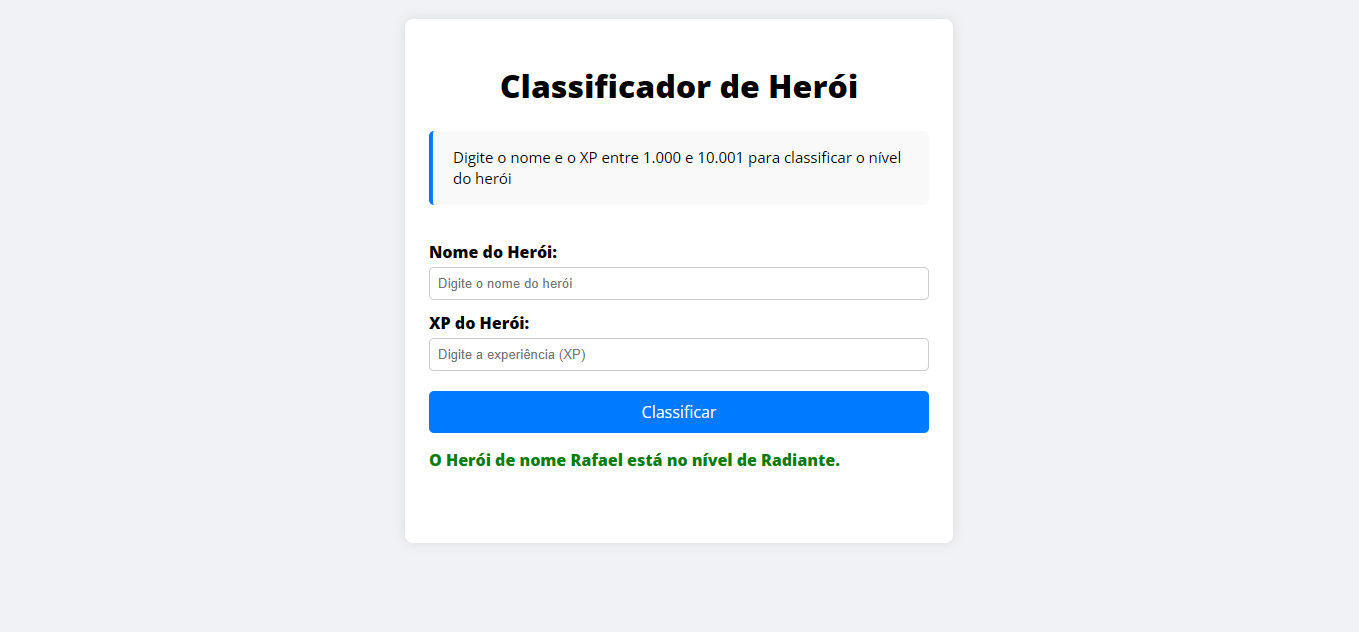 Classificador de Herói
Digite o nome e o XP entre 1.000 e 10.001 para classificar o nível
do herói
Nome do Herói:
Digite o nome do herói
XP do Herói:
Digite a experiência (XP)
Classificar
O Herói de nome Rafael está no nível de Radiante.